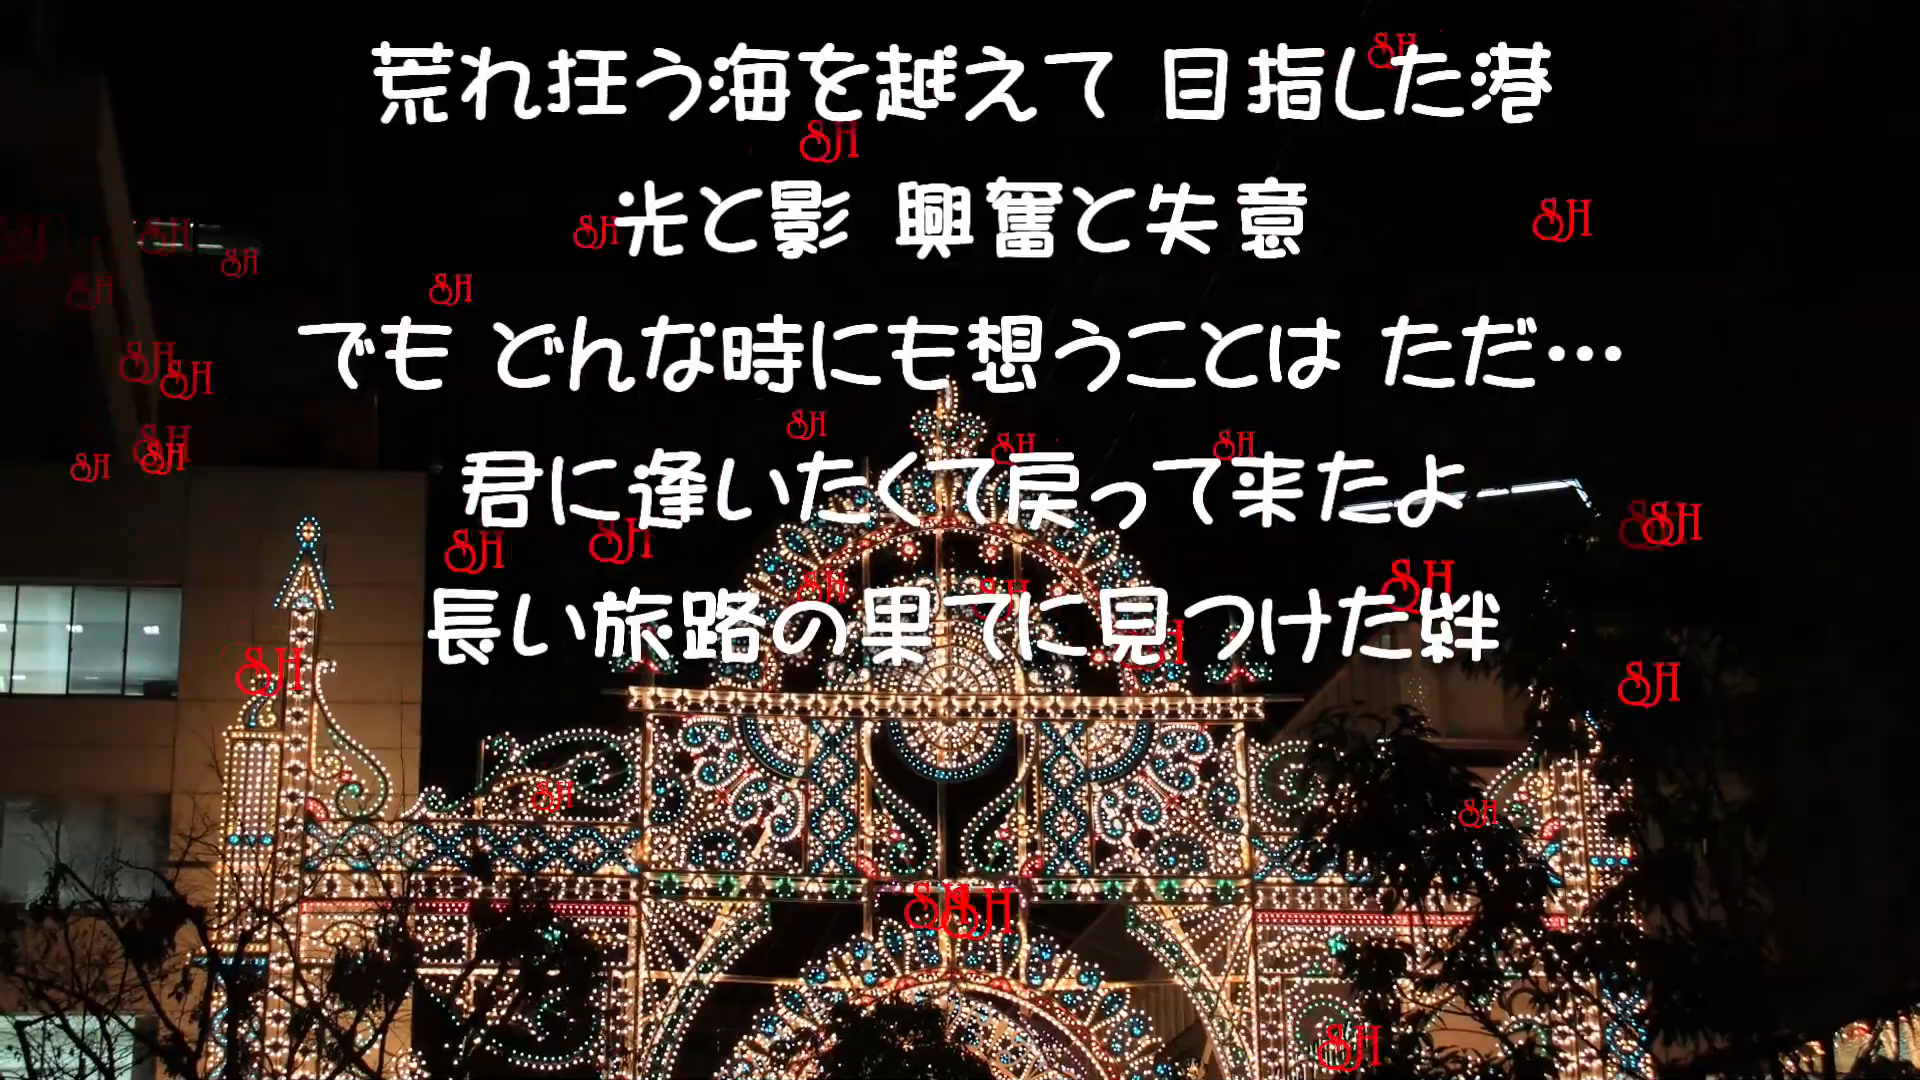 荒れ狂う海を越えて 目指した港
光と影 興奮と失意
でも どんな時にも想うことは ただ…
君に逢いたくて戻って来たよ
長い旅路の果てに見つけた絆
SH